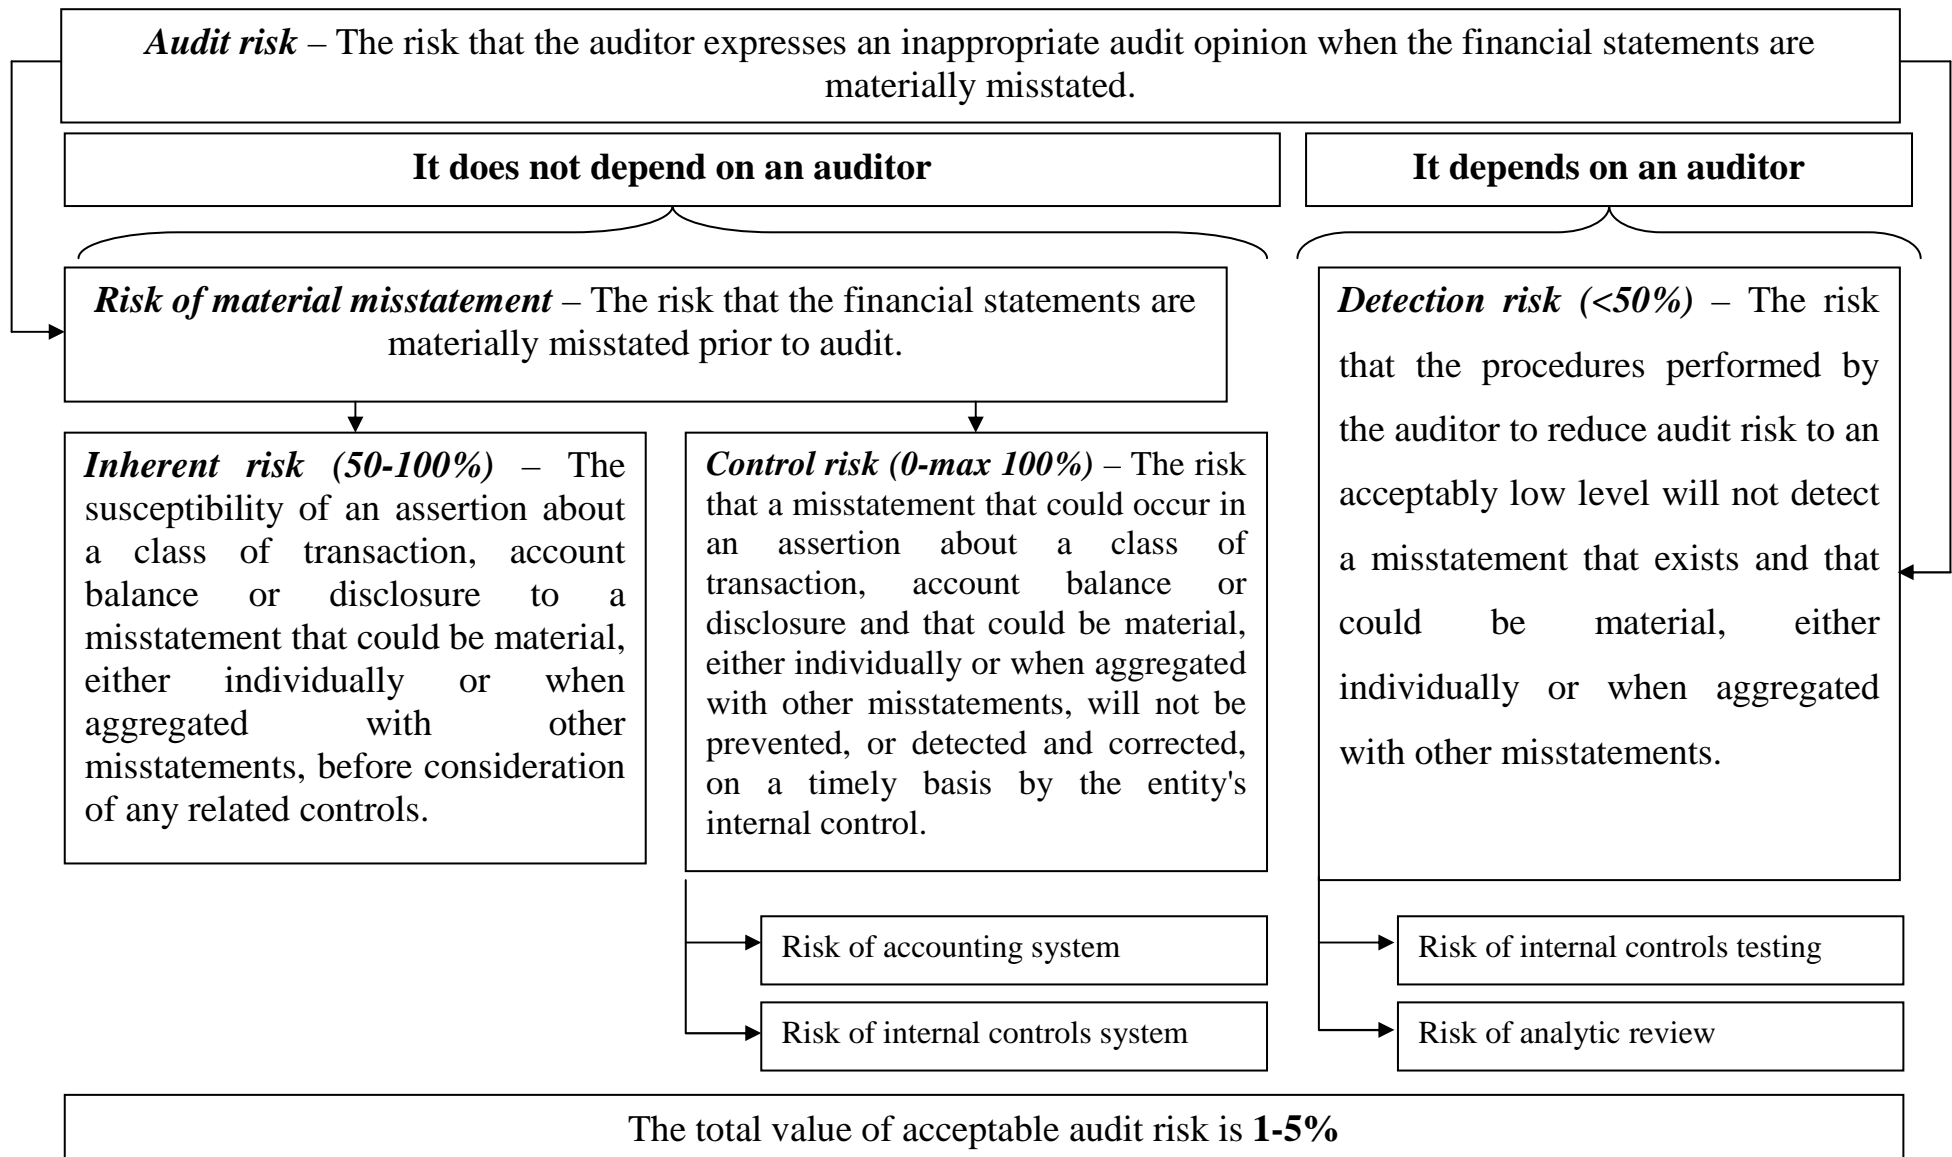 Audit risk – The risk that the auditor expresses an inappropriate audit opinion when the financial statements are
materially misstated.
It does not depend on an auditor
It depends on an auditor
Risk of material misstatement – The risk that the financial statements are
materially misstated prior to audit.
Inherent risk (50-100%) – The
susceptibility of an assertion about
a class of transaction, account
balance or disclosure to a
misstatement that could be material,
either individually or when
aggregated with other
misstatements, before consideration
of any related controls.
Control risk (0-max 100%) – The risk
that a misstatement that could occur in
an assertion about a class of
transaction, account balance or
disclosure and that could be material,
either individually or when aggregated
with other misstatements, will not be
prevented, or detected and corrected,
on a timely basis by the entity's
internal control.
Risk of accounting system
Risk of internal controls system
Detection risk (<50%) – The risk
that the procedures performed by
the auditor to reduce audit risk to an
acceptably low level will not detect
a misstatement that exists and that
could be material, either
individually or when aggregated
with other misstatements.
Risk of internal controls testing
Risk of analytic review
The total value of acceptable audit risk is 1-5%